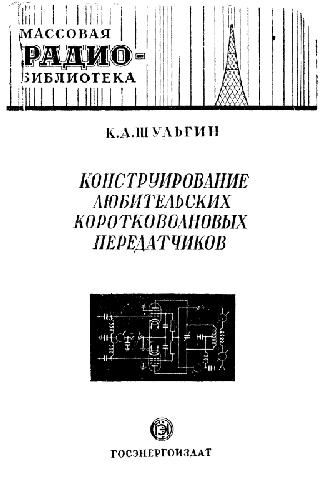 МАССОВАЯ
РАДИО-
БИБЛИОТЕКА
К.А.ШУЛЬГИН
КОНСТРУИРОВАНИЕ
ЛЮБИТЕЛЬСКИХ
КОРОТКОВОЛНОВЫХ
ПЕРЕДАТЧИКОВ
ГОСЭНЕРГОИЗДАТ